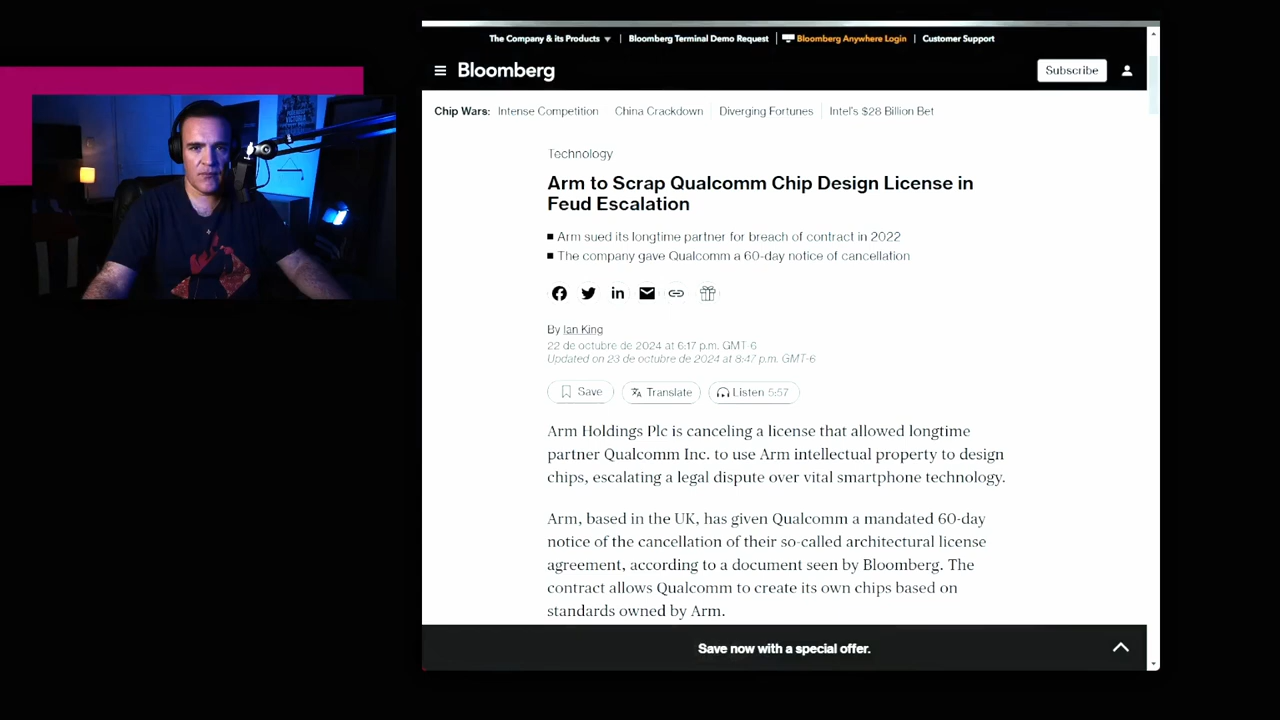 The Company & its Products
Bloomberg Terminal Demo Request
Bloomberg Anywhere Login
Customer Support
Bloomberg
Subscribe
Chip Wars: Intense Competition China Crackdown Diverging Fortunes Intel's $28 Billion Bet
Technology
Arm to Scrap Qualcomm Chip Design License in
Feud Escalation
Arm sued its longtime partner for breach of contract in 2022
The company gave Qualcomm a 60-day notice of cancellation
By Ian King
22 de octubre de 2024 at 6:17 p.m. GMT-6
Updated on 23 de octubre de 2024 at 8:47 p.m. GMT-6
Save Translate Listen 5:57
Arm Holdings Plc is canceling a license that allowed longtime
partner Qualcomm Inc. to use Arm intellectual property to design
chips, escalating a legal dispute over vital smartphone technology.
Arm, based in the UK, has given Qualcomm a mandated 60-day
notice of the cancellation of their so-called architectural license
agreement, according to a document seen by Bloomberg. The
contract allows Qualcomm to create its own chips based on
standards owned by Arm.
Save now with a special offer.